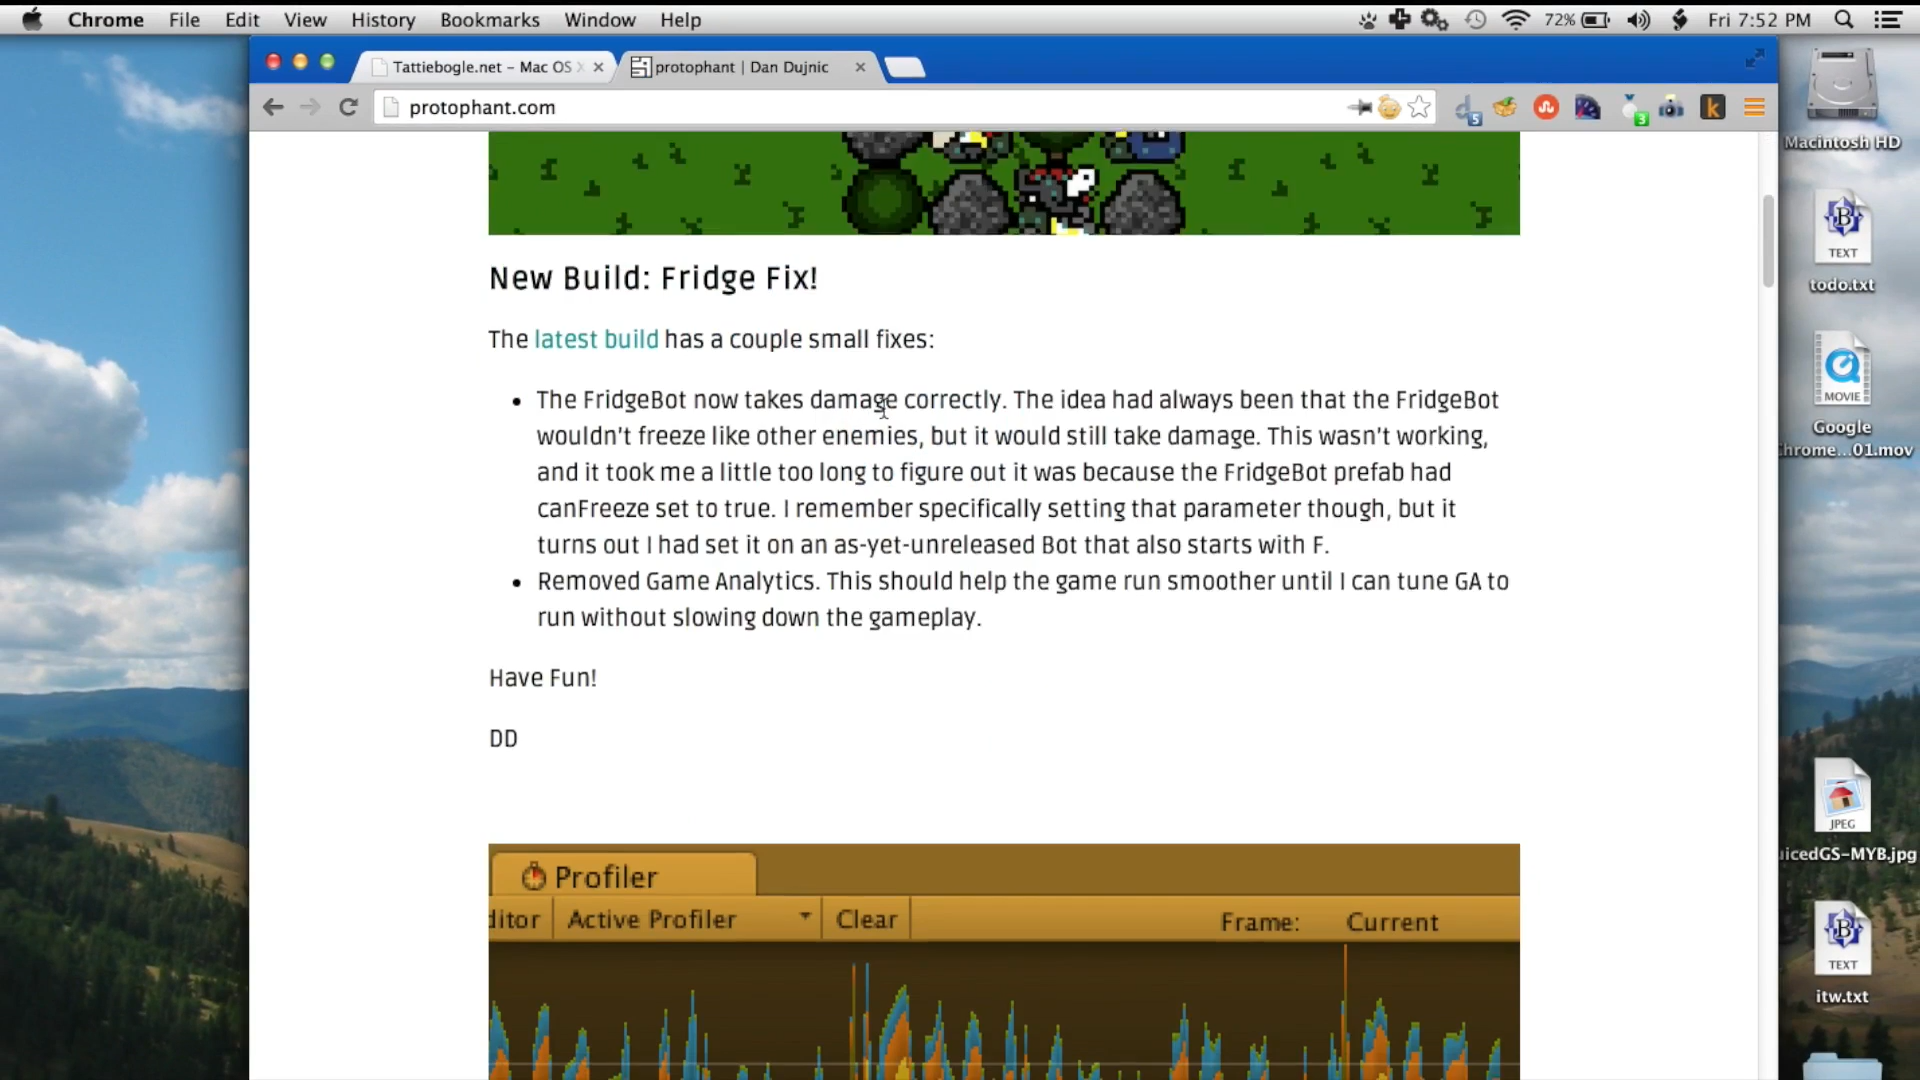 Chrome File Edit View History Bookmarks Window Help 72% Fri 7:52 PM
Tattiebogle.net – Mac OS X protophant | Dan Dujnic
protophant.com
5 3 k
New Build: Fridge Fix!
The latest build has a couple small fixes:
• The FridgeBot now takes damage correctly. The idea had always been that the FridgeBot
wouldn't freeze like other enemies, but it would still take damage. This wasn't working,
and it took me a little too long to figure out it was because the FridgeBot prefab had
canFreeze set to true. I remember specifically setting that parameter though, but it
turns out I had set it on an as-yet-unreleased Bot that also starts with F.
• Removed Game Analytics. This should help the game run smoother until I can tune GA to
run without slowing down the gameplay.
Have Fun!
DD
Profiler
ditor Active Profiler Clear Frame: Current
Macintosh HD
B
TEXT
todo.txt
MOVIE
Google
Chrome...01.mov
JPEG
uicedGS-MYB.jpg
B
TEXT
itw.txt